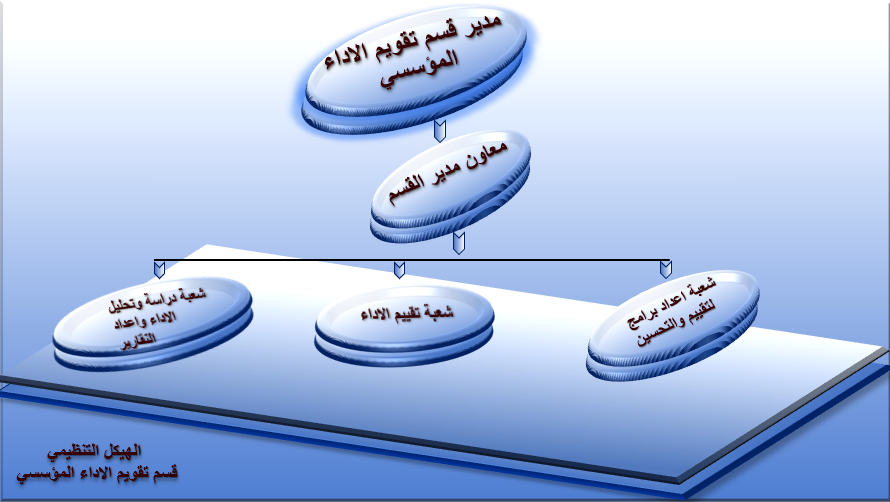 مدير قسم تقويم الاداء
المؤسسي
معاون مدير القسم
شعبة اعداد برامج
لتقييم والتحسين
شعبة تقييم الاداء
شعبة دراسة وتحليل
الاداء واعداد
التقارير
الهيكل التنظيمي
قسم تقويم الاداء المؤسسي